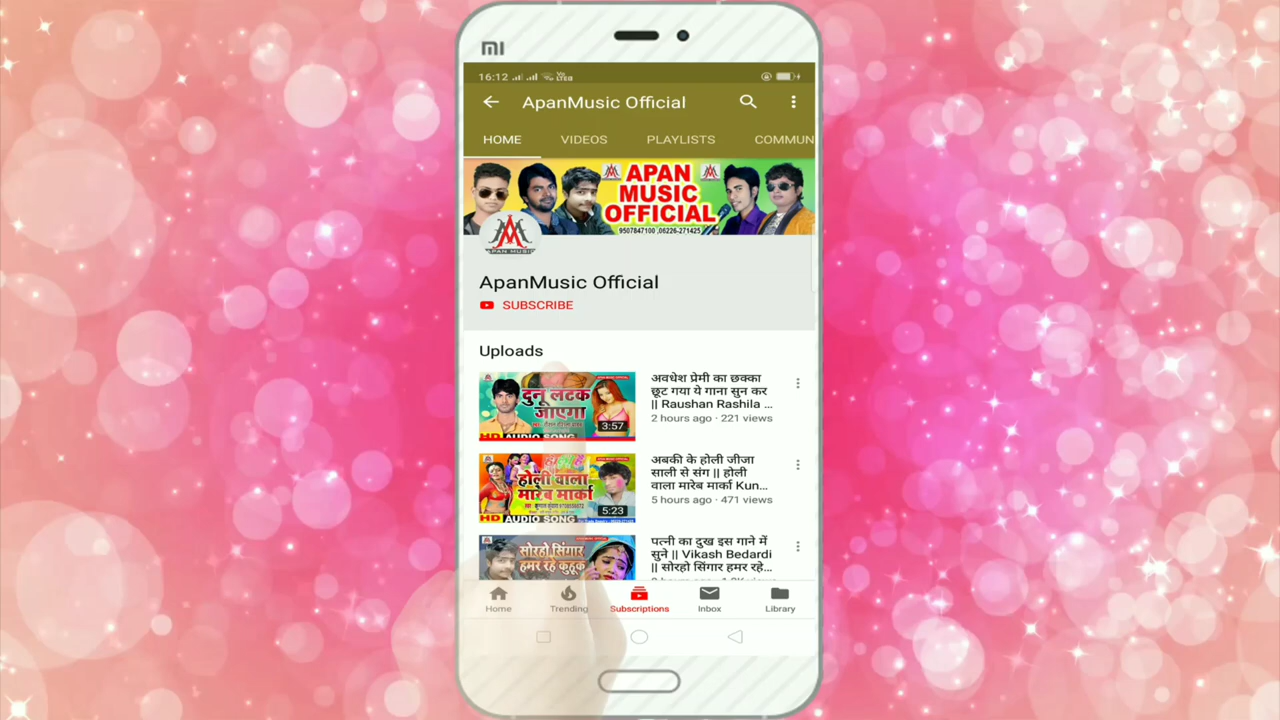 MI
16:12
Vo
LTE
ApanMusic Official
HOME VIDEOS PLAYLISTS COMMUN
APAN
MUSIC
OFFICIAL
9507847100 ,06226-271425
APAN MUSIC
ApanMusic Official
SUBSCRIBE
Uploads
दुनू लटक
जाएगा
HD AUDIO SONG
3:57
अवधेश प्रेमी का छक्का
छूट गया ये गाना सुन कर
|| Raushan Rashila ...
2 hours ago · 221 views
होली वाला
मारेब मार्का
HD AUDIO SONG
5:23
अबकी के होली जीजा
साली से संग || होली
वाला मारेब मार्का Kun...
5 hours ago · 471 views
सोरहो सिंगार
हमर रहे कुहूक
पत्नी का दुख इस गाने में
सुने || Vikash Bedardi
|| सोरहो सिंगार हमर रहे...
Home Trending Subscriptions Inbox Library